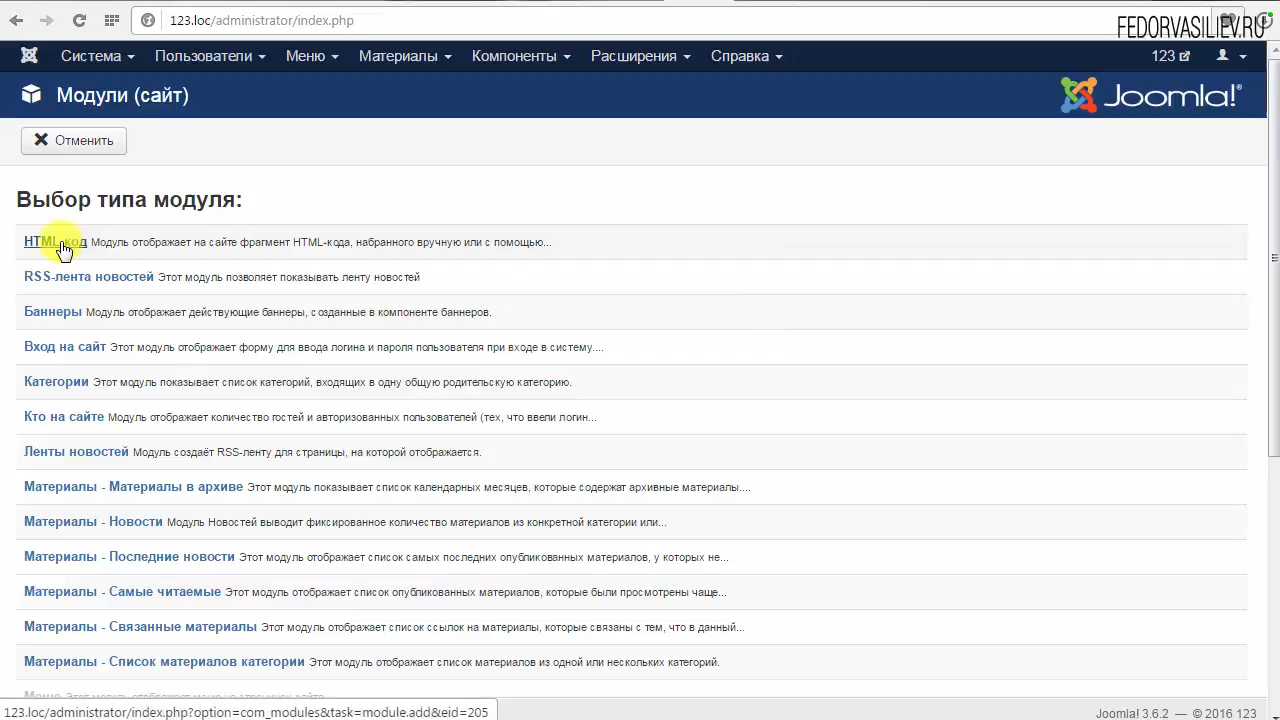 123.loc/administrator/index.php
FEDORVASILIEV.RU
Система Пользователи Меню Материалы Компоненты Расширения Справка 123
Модули (сайт) Joomla!®
Отменить
Выбор типа модуля:
HTML-код Модуль отображает на сайте фрагмент HTML-кода, набранного вручную или с помощью...
RSS-лента новостей Этот модуль позволяет показывать ленту новостей
Баннеры Модуль отображает действующие баннеры, созданные в компоненте баннеров.
Вход на сайт Этот модуль отображает форму для ввода логина и пароля пользователя при входе в систему....
Категории Этот модуль показывает список категорий, входящих в одну общую родительскую категорию.
Кто на сайте Модуль отображает количество гостей и авторизованных пользователей (тех, что ввели логин...
Ленты новостей Модуль создаёт RSS-ленту для страницы, на которой отображается.
Материалы - Материалы в архиве Этот модуль показывает список календарных месяцев, которые содержат архивные материалы....
Материалы - Новости Модуль Новостей выводит фиксированное количество материалов из конкретной категории или...
Материалы - Последние новости Этот модуль отображает список самых последних опубликованных материалов, у которых не...
Материалы - Самые читаемые Этот модуль отображает список опубликованных материалов, которые были просмотрены чаще...
Материалы - Связанные материалы Этот модуль отображает список ссылок на материалы, которые связаны с тем, что в данный...
Материалы - Список материалов категории Этот модуль отображает список материалов из одной или нескольких категорий.
Меню Этот модуль отображает меню на страницах сайта.
123.loc/administrator/index.php?option=com_modules&task=module.add&eid=205
Joomla! 3.6.2 — © 2016 123